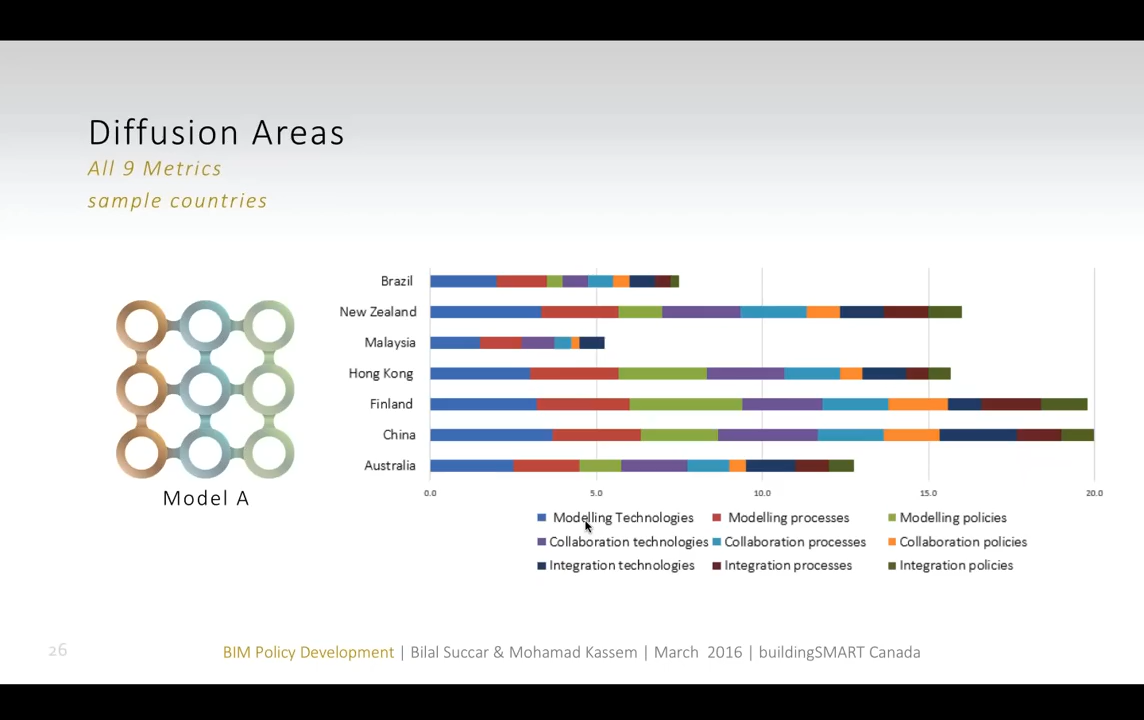 Diffusion Areas
All 9 Metrics
sample countries
Brazil
New Zealand
Malaysia
Hong Kong
Finland
China
Australia
0.0 5.0 10.0 15.0 20.0
Model A
Modelling Technologies Modelling processes Modelling policies
Collaboration technologies Collaboration processes Collaboration policies
Integration technologies Integration processes Integration policies
26
BIM Policy Development | Bilal Succar & Mohamad Kassem | March 2016 | buildingSMART Canada